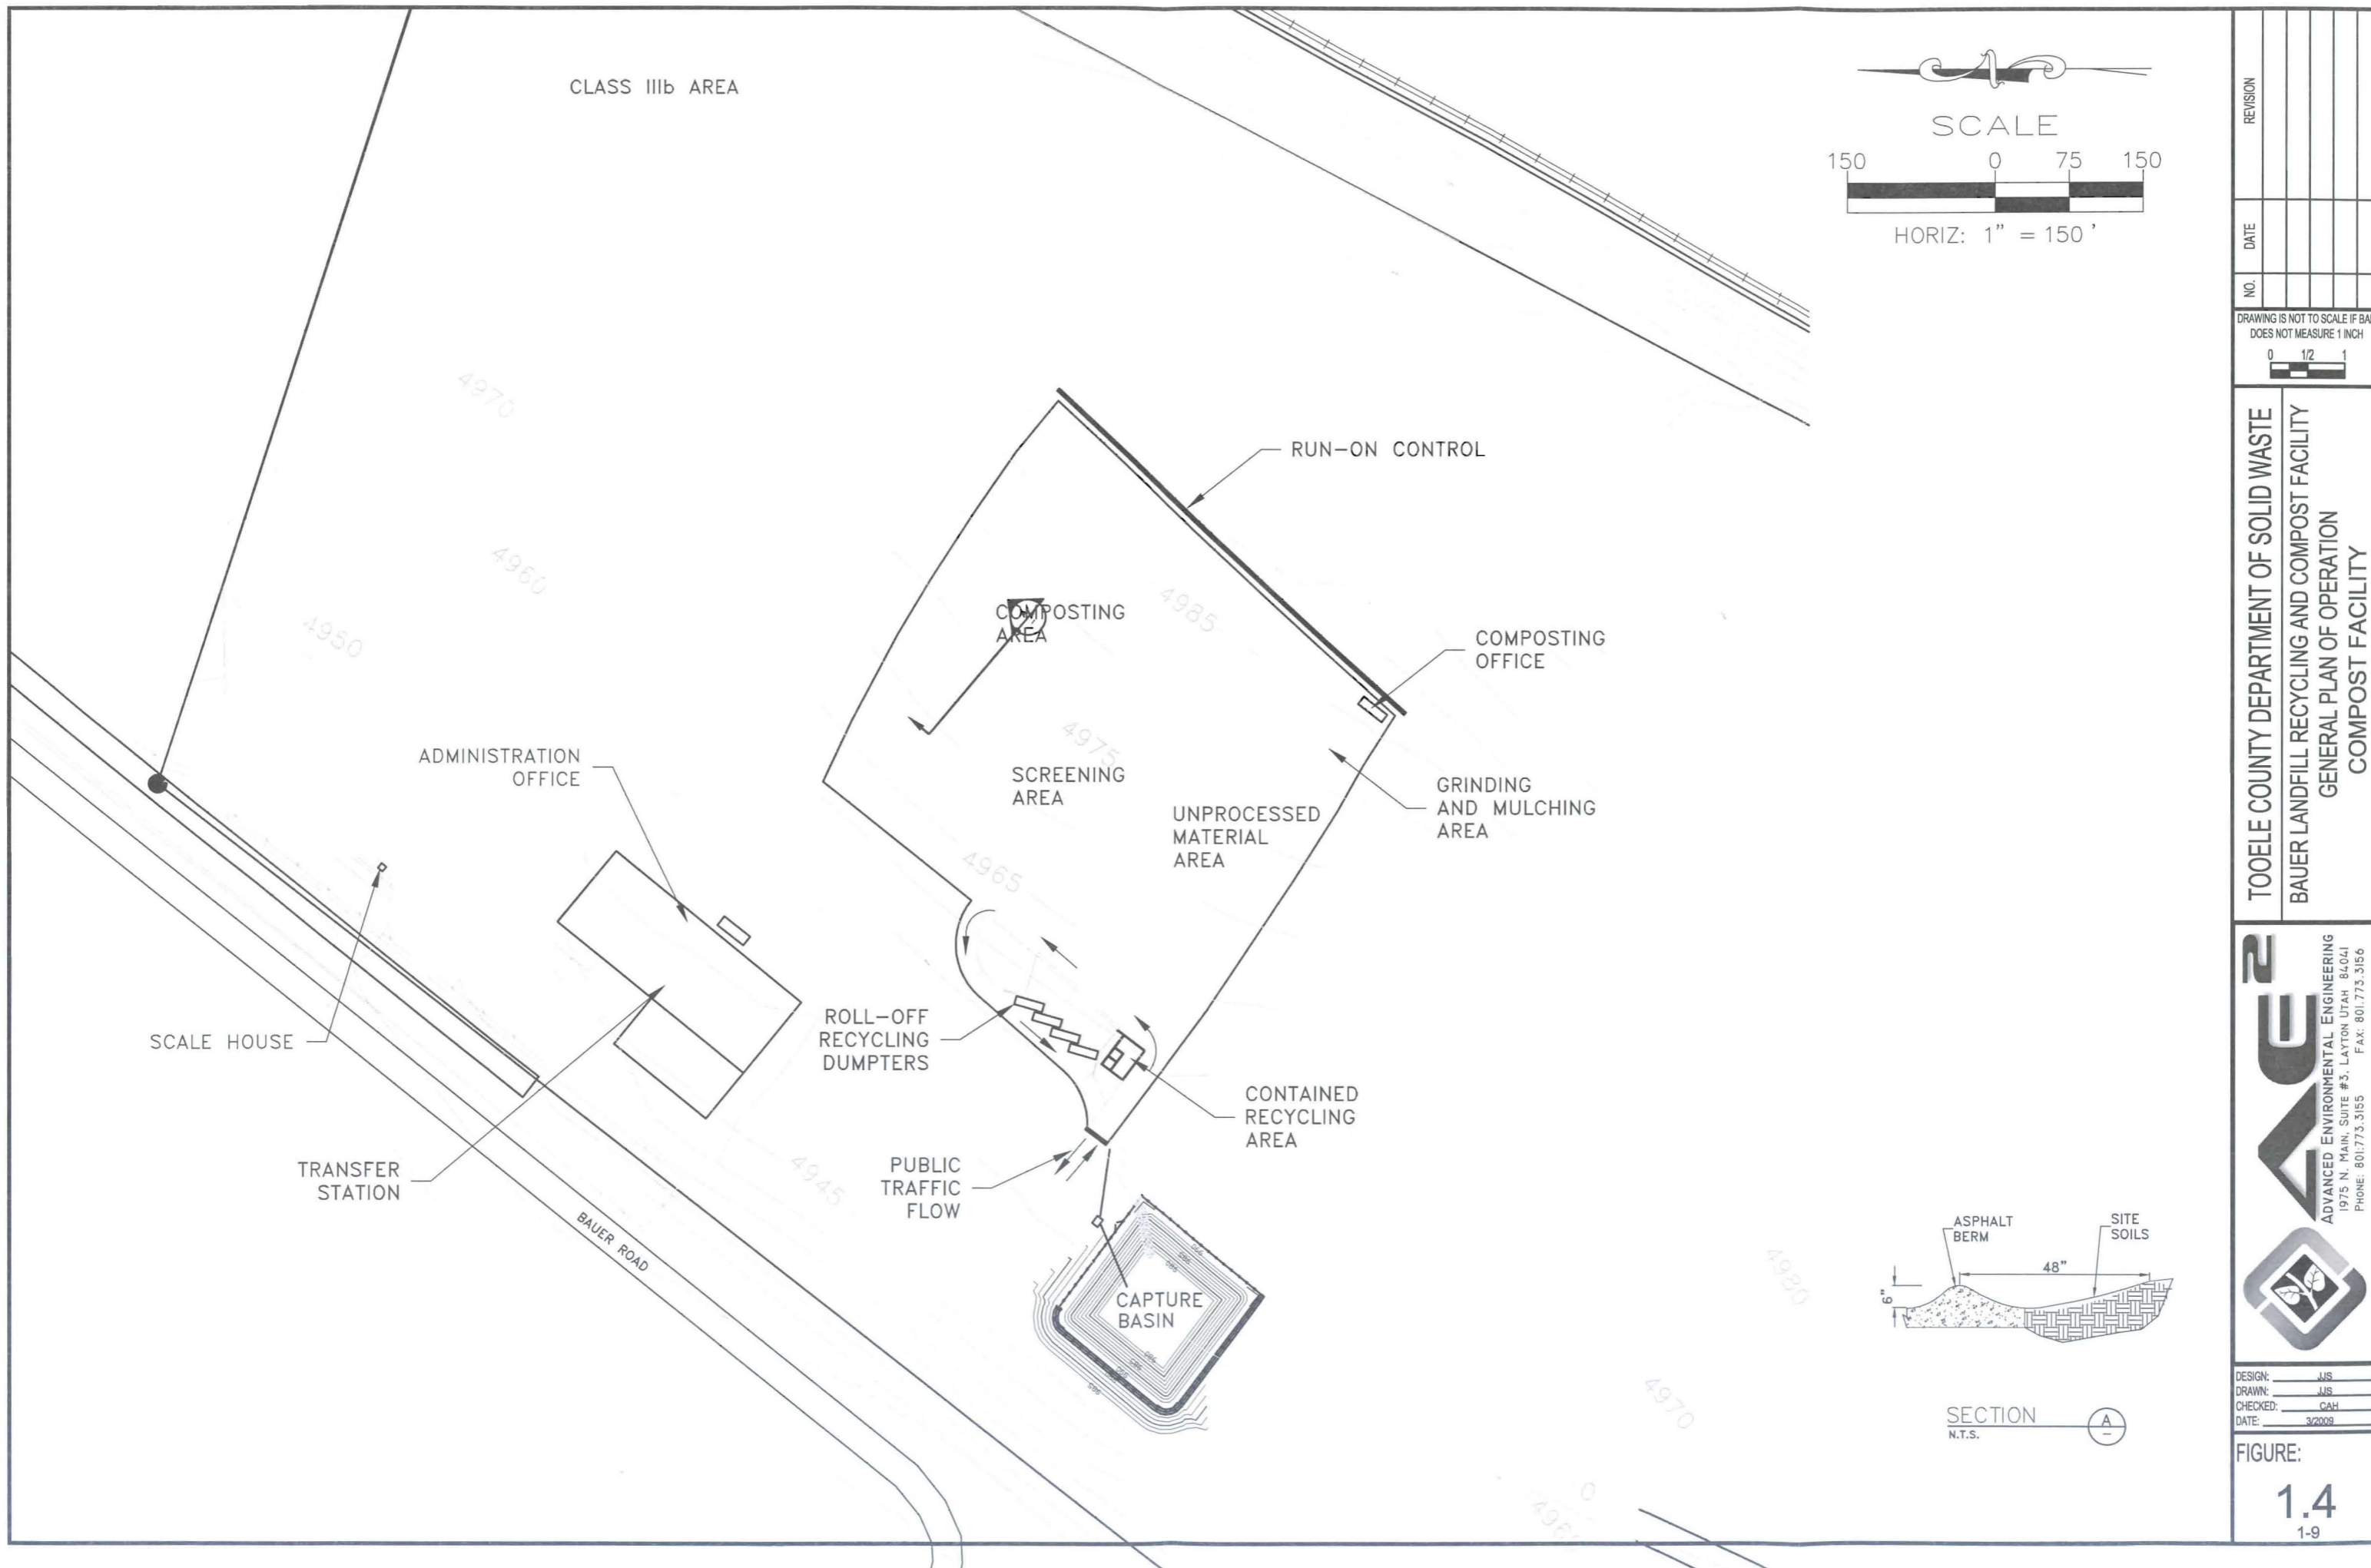 CLASS IIIb AREA
SCALE
150 0 75 150
HORIZ: 1" = 150 '
4970
4960
4950
RUN-ON CONTROL
COMPOSTING
AREA
4985
COMPOSTING
OFFICE
4975
ADMINISTRATION
OFFICE
SCREENING
AREA
UNPROCESSED
MATERIAL
AREA
GRINDING
AND MULCHING
AREA
4965
SCALE HOUSE
ROLL-OFF
RECYCLING
DUMPTERS
CONTAINED
RECYCLING
AREA
TRANSFER
STATION
4945
PUBLIC
TRAFFIC
FLOW
BAUER ROAD
CAPTURE
BASIN
4980
4970
ASPHALT
BERM
SITE
SOILS
48"
6"
SECTION
N.T.S.
A
REVISION
DATE
NO.
DRAWING IS NOT TO SCALE IF BAR
DOES NOT MEASURE 1 INCH
0 1/2 1
TOOELE COUNTY DEPARTMENT OF SOLID WASTE
BAUER LANDFILL RECYCLING AND COMPOST FACILITY
GENERAL PLAN OF OPERATION
COMPOST FACILITY
ADVANCED ENVIRONMENTAL ENGINEERING
1975 N. MAIN, SUITE #3, LAYTON UTAH 84041
PHONE: 801.773.3155 FAX: 801.773.3156
DESIGN: JJS
DRAWN: JJS
CHECKED: CAH
DATE: 3/2009
FIGURE:
1.4
1-9